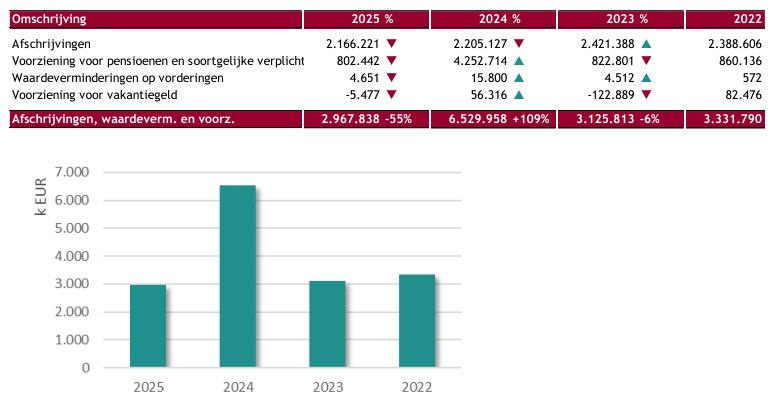 Omschrijving 2025 % 2024 % 2023 % 2022
Afschrijvingen 2.166.221 ▼ 2.205.127 ▼ 2.421.388 ▲ 2.388.606
Voorziening voor pensioenen en soortgelijke verplicht 802.442 ▼ 4.252.714 ▲ 822.801 ▼ 860.136
Waardeverminderingen op vorderingen 4.651 ▼ 15.800 ▲ 4.512 ▲ 572
Voorziening voor vakantiegeld -5.477 ▼ 56.316 ▲ -122.889 ▼ 82.476
Afschrijvingen, waardeverm. en voorz. 2.967.838 -55% 6.529.958 +109% 3.125.813 -6% 3.331.790
k EUR
7.000
6.000
5.000
4.000
3.000
2.000
1.000
0
2025 2024 2023 2022